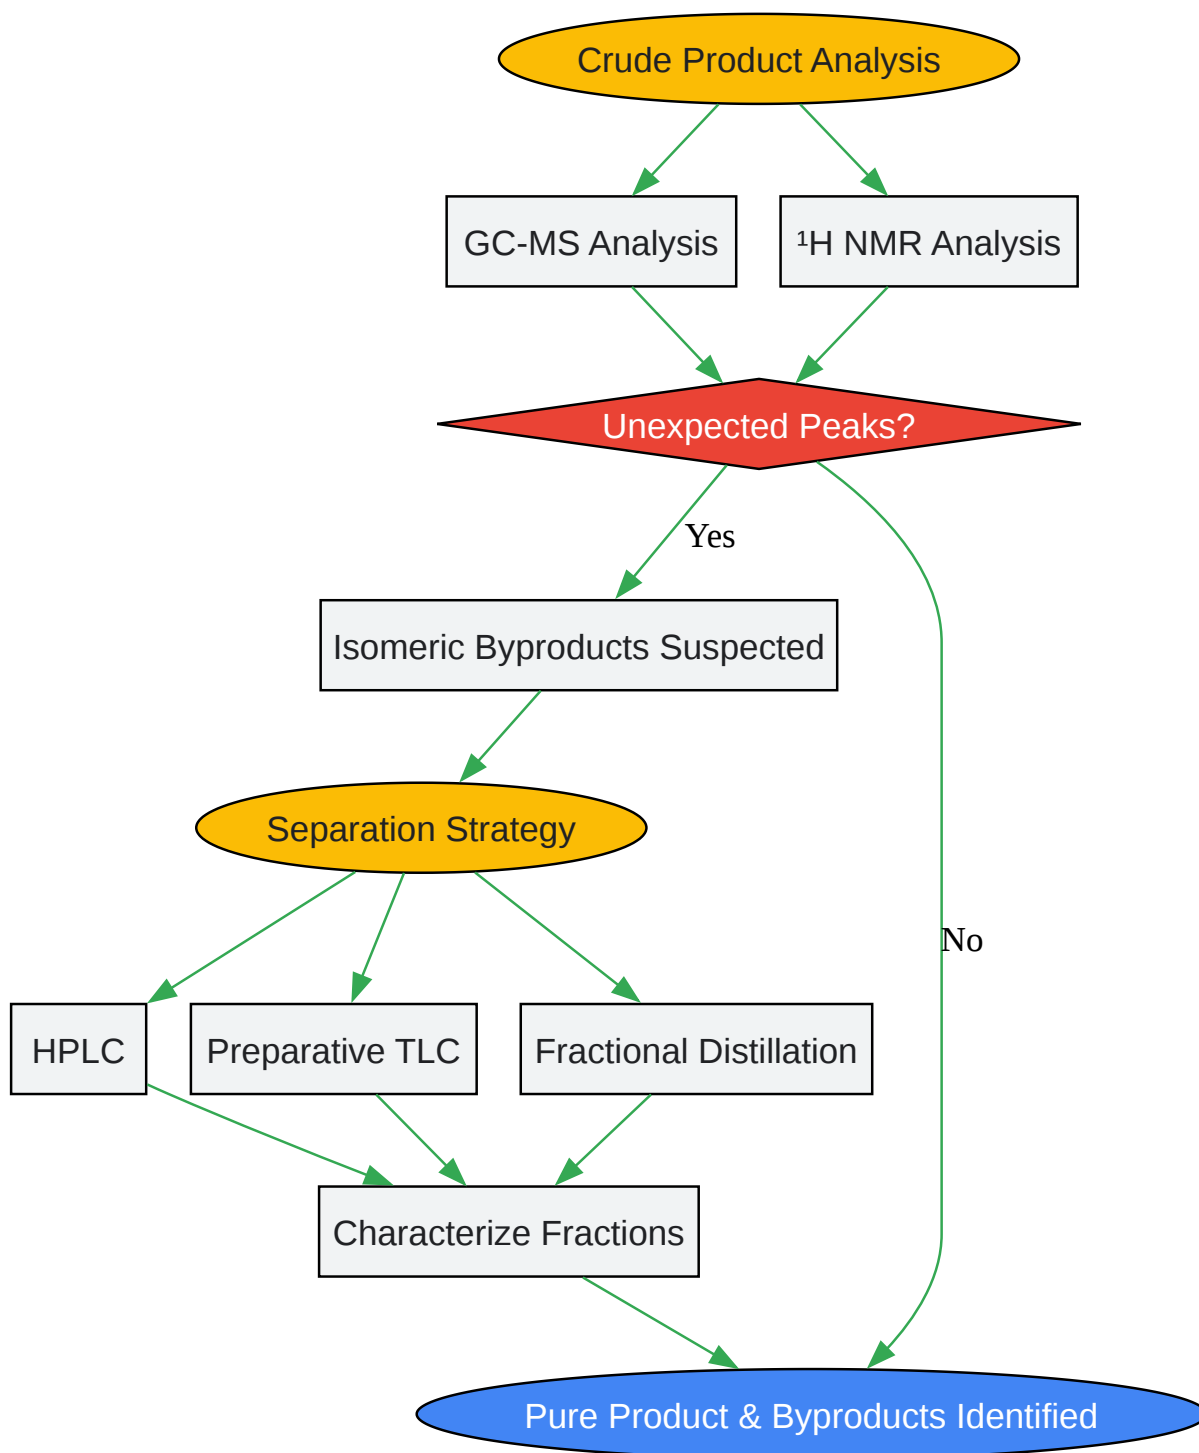 Crude Product Analysis
GC-MS Analysis
¹H NMR Analysis
Unexpected Peaks?
Yes
Isomeric Byproducts Suspected
Separation Strategy
No
HPLC
Preparative TLC
Fractional Distillation
Characterize Fractions
Pure Product & Byproducts Identified